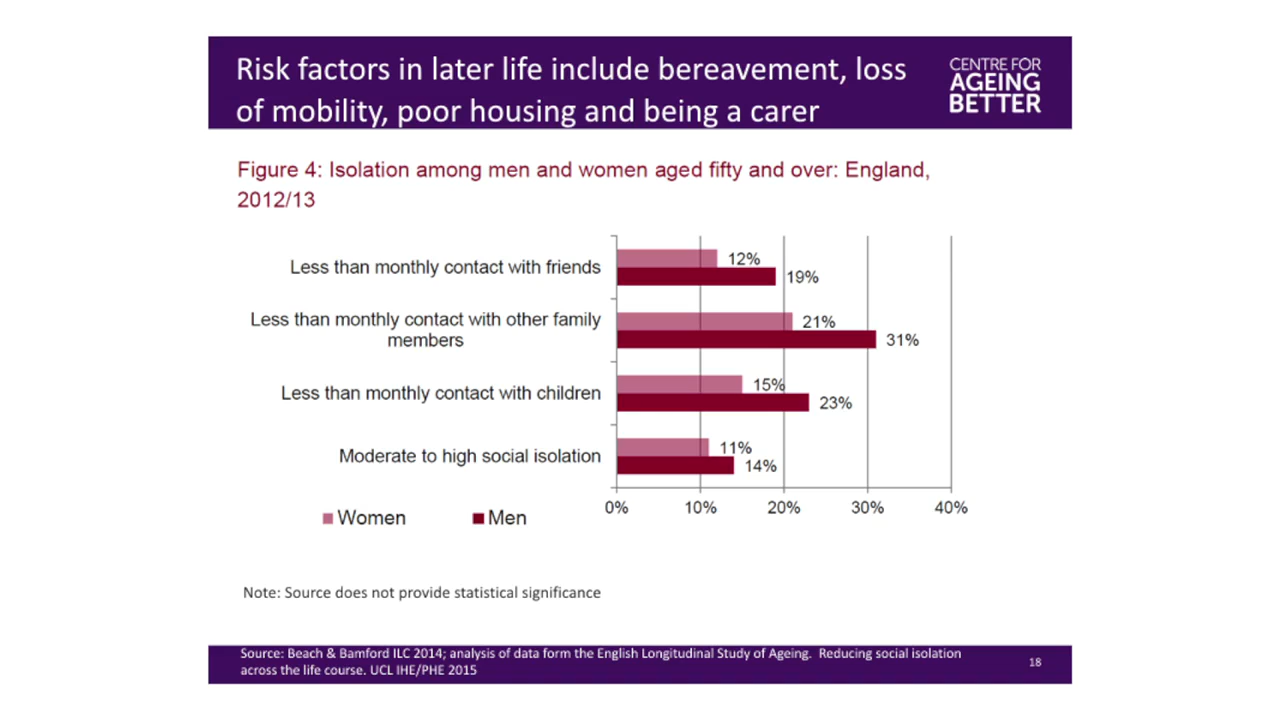 Risk factors in later life include bereavement, loss
of mobility, poor housing and being a carer
CENTRE FOR
AGEING
BETTER
Figure 4: Isolation among men and women aged fifty and over: England,
2012/13
Less than monthly contact with friends
12%
19%
Less than monthly contact with other family
members
21%
31%
Less than monthly contact with children
15%
23%
Moderate to high social isolation
11%
14%
0% 10% 20% 30% 40%
Women Men
Note: Source does not provide statistical significance
Source: Beach & Bamford ILC 2014; analysis of data form the English Longitudinal Study of Ageing. Reducing social isolation
across the life course. UCL IHE/PHE 2015
18